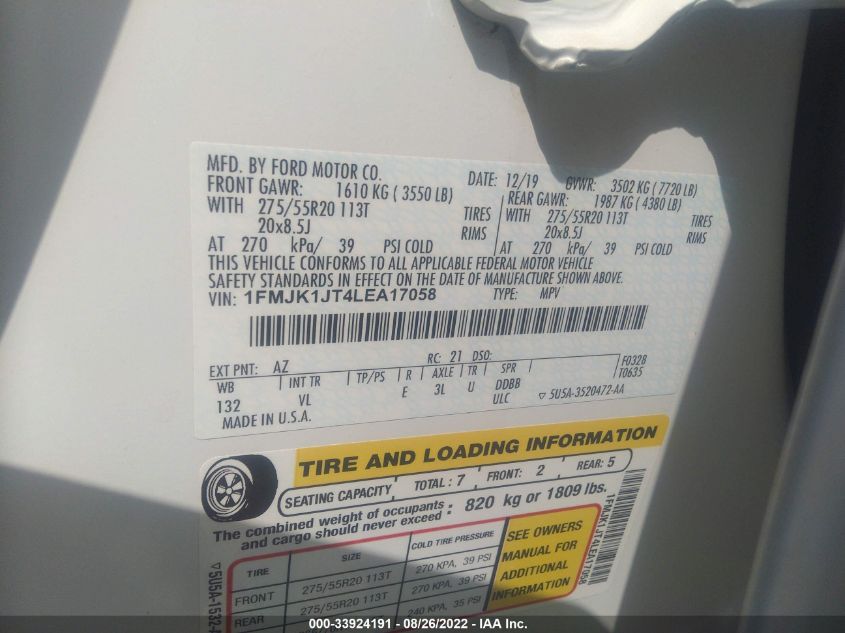 MFD. BY FORD MOTOR CO.
DATE: 12/19 GVWR: 3502 KG (7720 LB)
FRONT GAWR: 1610 KG (3550 LB)
REAR GAWR: 1987 KG (4380 LB)
WITH 275/55R20 113T TIRES
WITH 275/55R20 113T TIRES
20x8.5J RIMS
20x8.5J RIMS
AT 270 kPa/ 39 PSI COLD
AT 270 kPa/ 39 PSI COLD
THIS VEHICLE CONFORMS TO ALL APPLICABLE FEDERAL MOTOR VEHICLE
SAFETY STANDARDS IN EFFECT ON THE DATE OF MANUFACTURE SHOWN ABOVE.
VIN: 1FMJK1JT4LEA17058 TYPE: MPV
EXT PNT: AZ RC: 21 DSO: F0328
WB INT TR TP/PS R AXLE TR SPR T0635
132 VL E 3L U DDBB
ULC
MADE IN U.S.A. 5U5A-3520472-AA
TIRE AND LOADING INFORMATION
SEATING CAPACITY TOTAL : 7 FRONT: 2 REAR: 5
The combined weight of occupants : 820 kg or 1809 lbs.
and cargo should never exceed
TIRE SIZE COLD TIRE PRESSURE
FRONT 275/55R20 113T 270 KPA, 39 PSI
REAR 275/55R20 113T 270 KPA, 39 PSI
240 KPA, 35 PSI
SEE OWNERS
MANUAL FOR
ADDITIONAL
INFORMATION
1FMJK1JT4LEA17058
5U5A-1532-
000-33924191 - 08/26/2022 - IAA Inc.